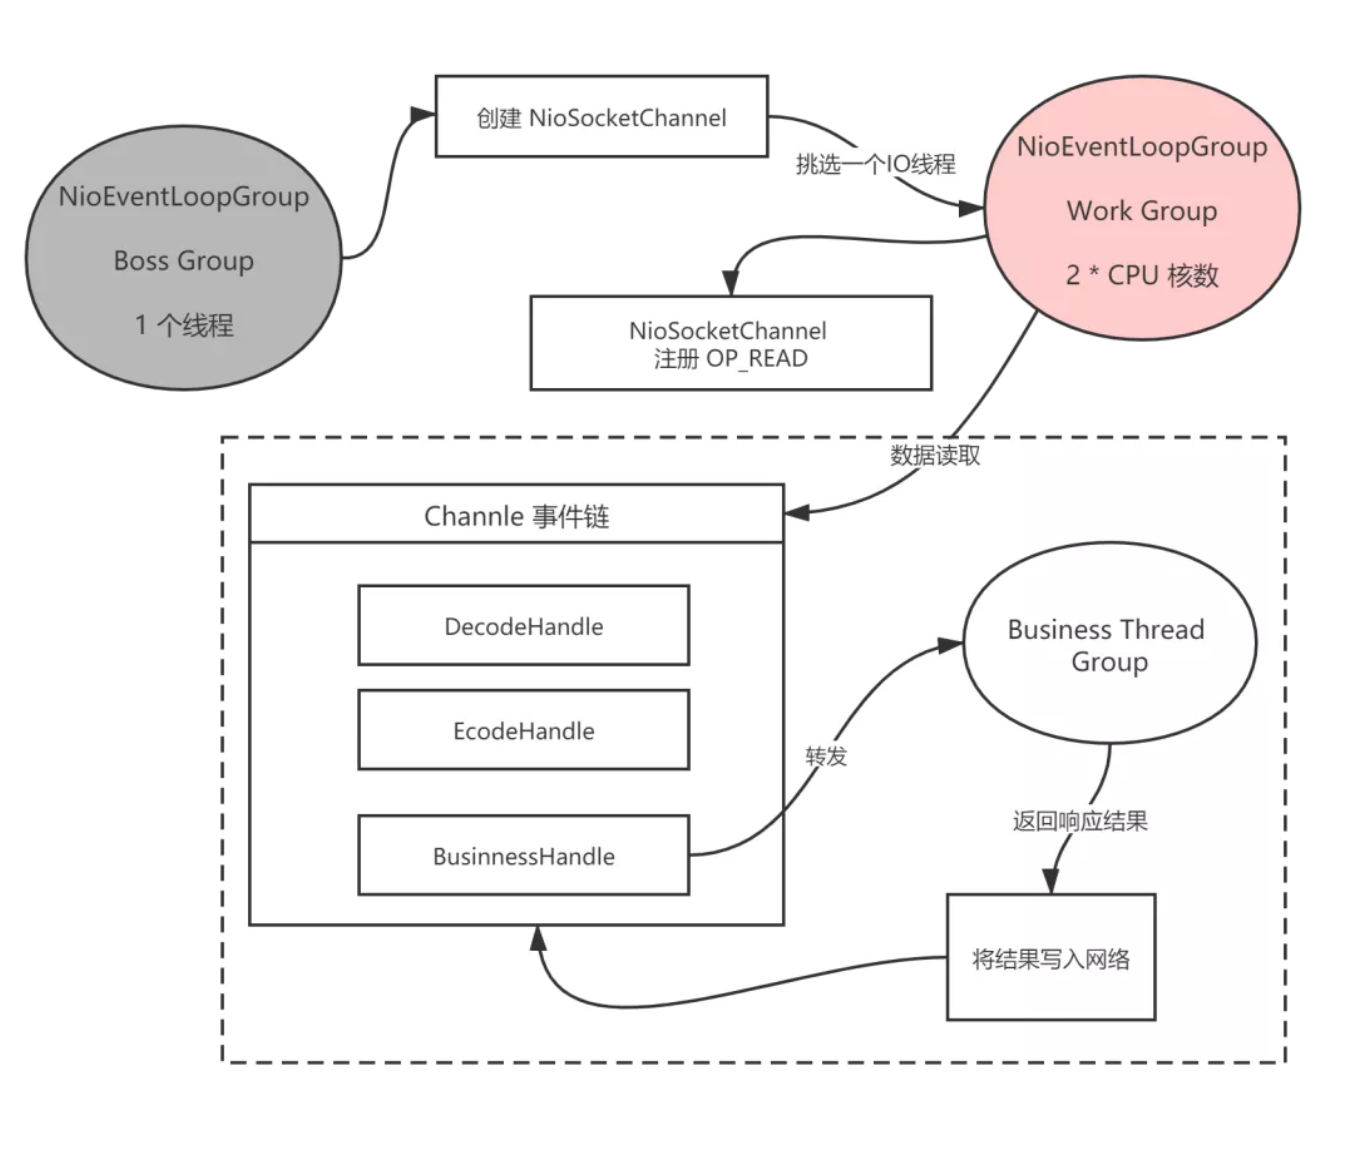 创建 NioSocketChannel
挑选一个IO线程
NioEventLoopGroup
Work Group
2 * CPU 核数
NioEventLoopGroup
Boss Group
1 个线程
NioSocketChannel
注册 OP_READ
数据读取
Channle 事件链
DecodeHandle
EcodeHandle
BusinnessHandle
转发
Business Thread
Group
返回响应结果
将结果写入网络